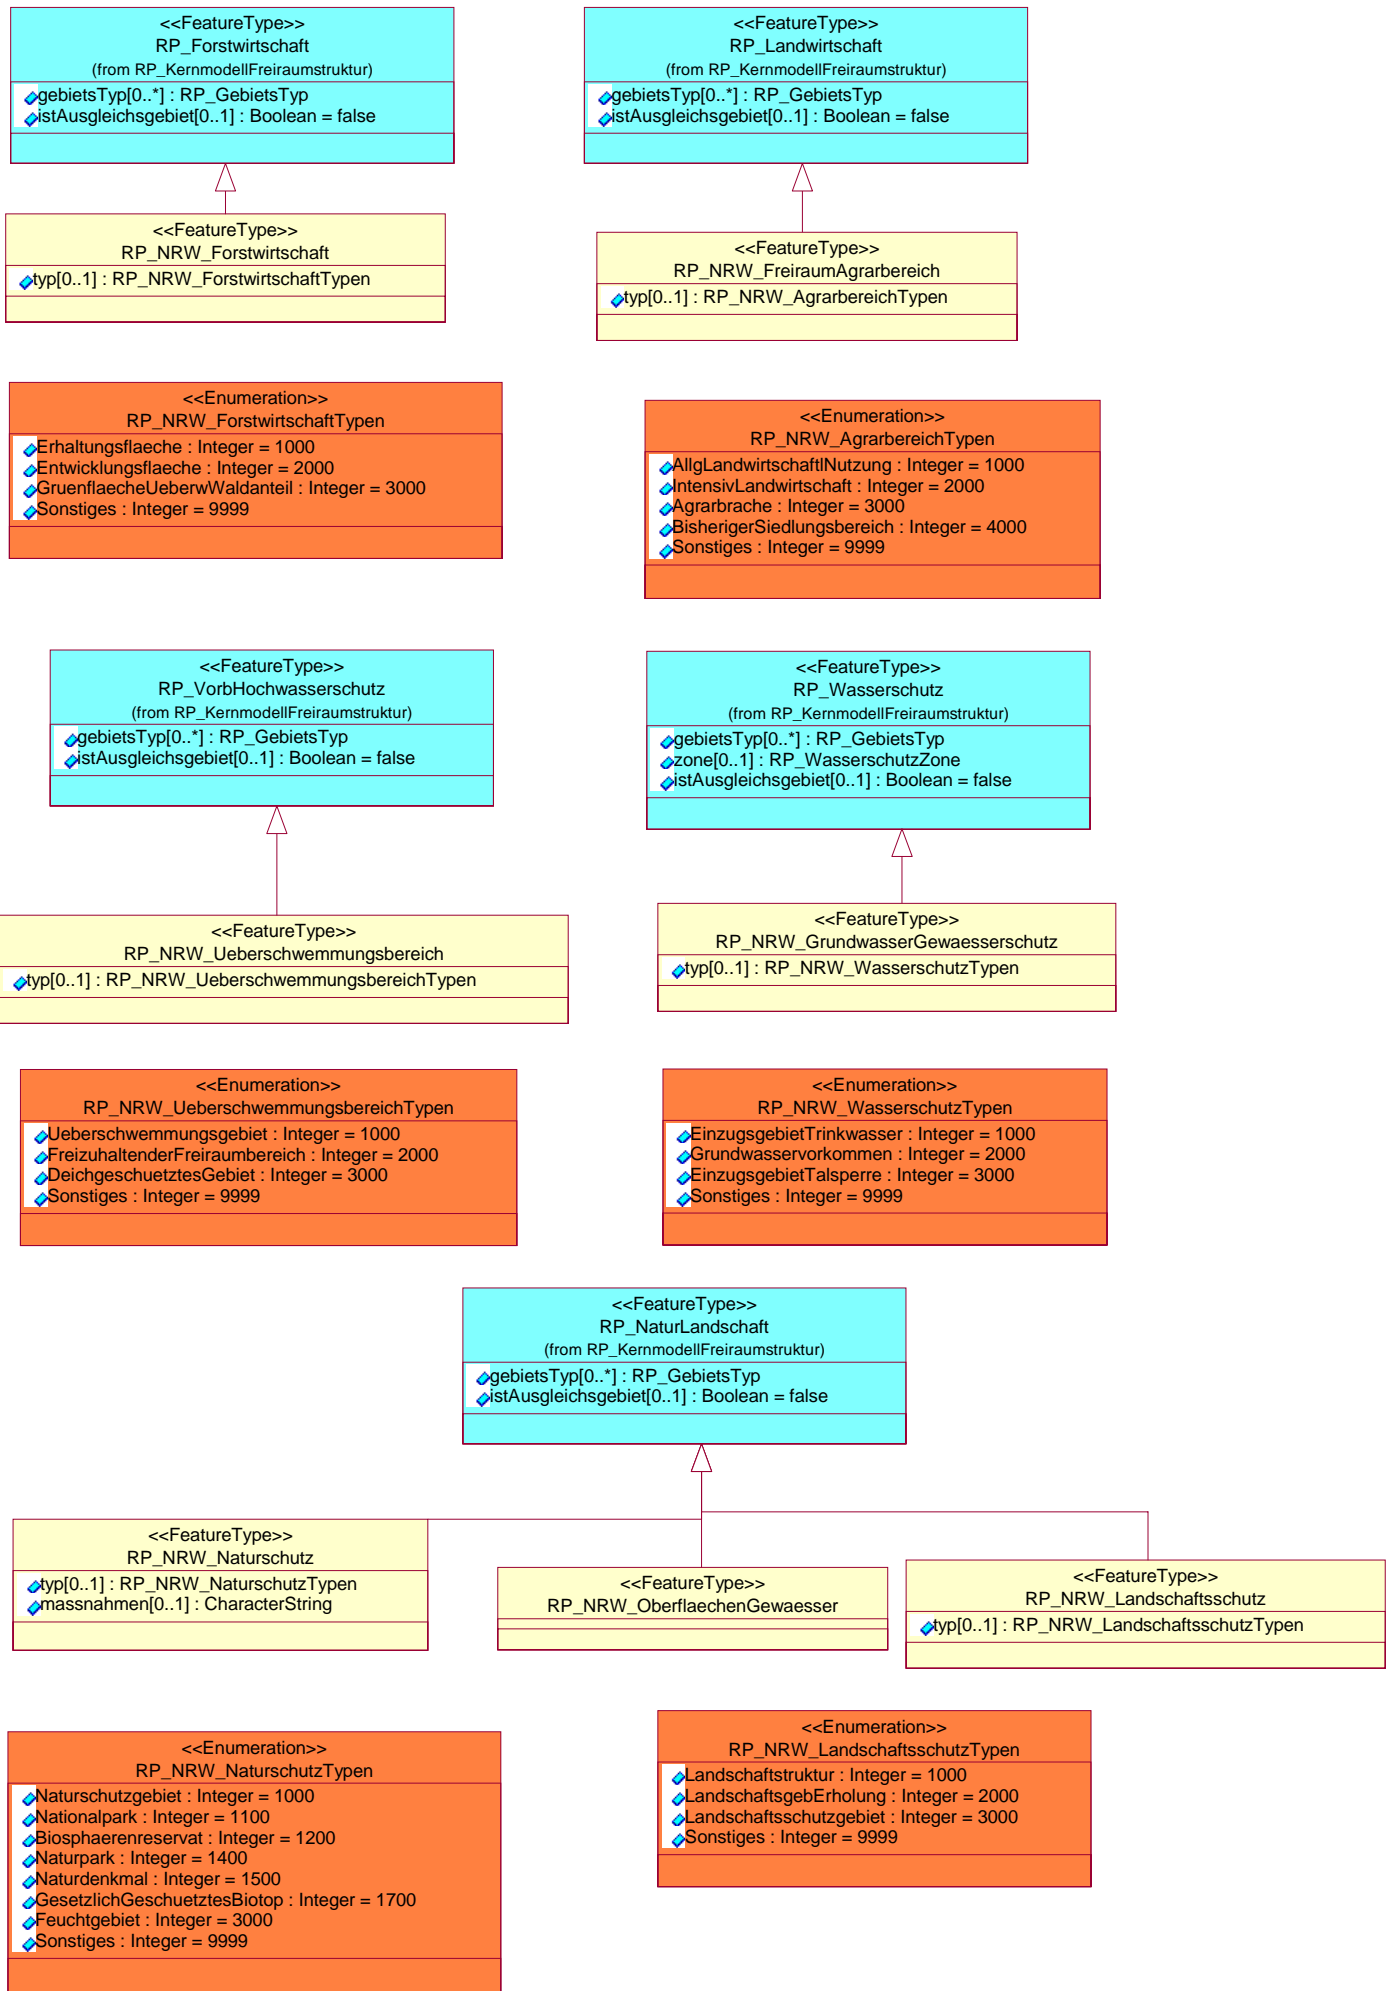 <<FeatureType>>
RP_Forstwirtschaft
(from RP_KernmodellFreiraumstruktur)
gebietsTyp[0..*] : RP_GebietsTyp
istAusgleichsgebiet[0..1] : Boolean = false
<<FeatureType>>
RP_Landwirtschaft
(from RP_KernmodellFreiraumstruktur)
gebietsTyp[0..*] : RP_GebietsTyp
istAusgleichsgebiet[0..1] : Boolean = false
<<FeatureType>>
RP_NRW_Forstwirtschaft
typ[0..1] : RP_NRW_ForstwirtschaftTypen
<<FeatureType>>
RP_NRW_FreiraumAgrarbereich
typ[0..1] : RP_NRW_AgrarbereichTypen
<<Enumeration>>
RP_NRW_ForstwirtschaftTypen
Erhaltungsflaeche : Integer = 1000
Entwicklungsflaeche : Integer = 2000
GruenflaecheUeberwWaldanteil : Integer = 3000
Sonstiges : Integer = 9999
<<Enumeration>>
RP_NRW_AgrarbereichTypen
AllgLandwirtschaftlNutzung : Integer = 1000
IntensivLandwirtschaft : Integer = 2000
Agrarbrache : Integer = 3000
BisherigerSiedlungsbereich : Integer = 4000
Sonstiges : Integer = 9999
<<FeatureType>>
RP_VorbHochwasserschutz
(from RP_KernmodellFreiraumstruktur)
gebietsTyp[0..*] : RP_GebietsTyp
istAusgleichsgebiet[0..1] : Boolean = false
<<FeatureType>>
RP_Wasserschutz
(from RP_KernmodellFreiraumstruktur)
gebietsTyp[0..*] : RP_GebietsTyp
zone[0..1] : RP_WasserschutzZone
istAusgleichsgebiet[0..1] : Boolean = false
<<FeatureType>>
RP_NRW_Ueberschwemmungsbereich
typ[0..1] : RP_NRW_UeberschwemmungsbereichTypen
<<FeatureType>>
RP_NRW_GrundwasserGewaesserschutz
typ[0..1] : RP_NRW_WasserschutzTypen
<<Enumeration>>
RP_NRW_UeberschwemmungsbereichTypen
Ueberschwemmungsgebiet : Integer = 1000
FreizuhaltenderFreiraumbereich : Integer = 2000
DeichgeschuetztesGebiet : Integer = 3000
Sonstiges : Integer = 9999
<<Enumeration>>
RP_NRW_WasserschutzTypen
EinzugsgebietTrinkwasser : Integer = 1000
Grundwasservorkommen : Integer = 2000
EinzugsgebietTalsperre : Integer = 3000
Sonstiges : Integer = 9999
<<FeatureType>>
RP_NaturLandschaft
(from RP_KernmodellFreiraumstruktur)
gebietsTyp[0..*] : RP_GebietsTyp
istAusgleichsgebiet[0..1] : Boolean = false
<<FeatureType>>
RP_NRW_Naturschutz
typ[0..1] : RP_NRW_NaturschutzTypen
massnahmen[0..1] : CharacterString
<<FeatureType>>
RP_NRW_OberflaechenGewaesser
<<FeatureType>>
RP_NRW_Landschaftsschutz
typ[0..1] : RP_NRW_LandschaftsschutzTypen
<<Enumeration>>
RP_NRW_NaturschutzTypen
Naturschutzgebiet : Integer = 1000
Nationalpark : Integer = 1100
Biosphaerenreservat : Integer = 1200
Naturpark : Integer = 1400
Naturdenkmal : Integer = 1500
GesetzlichGeschuetztesBiotop : Integer = 1700
Feuchtgebiet : Integer = 3000
Sonstiges : Integer = 9999
<<Enumeration>>
RP_NRW_LandschaftsschutzTypen
Landschaftstruktur : Integer = 1000
LandschaftsgebErholung : Integer = 2000
Landschaftsschutzgebiet : Integer = 3000
Sonstiges : Integer = 9999